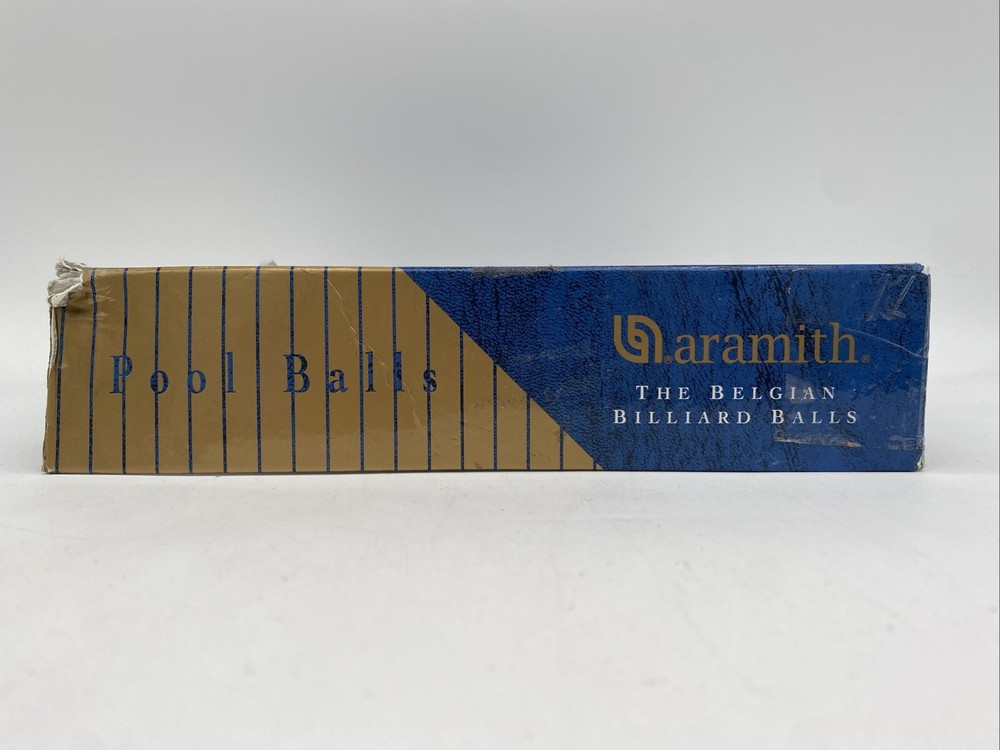 Pool Balls
aramith®
THE BELGIAN
BILLIARD BALLS